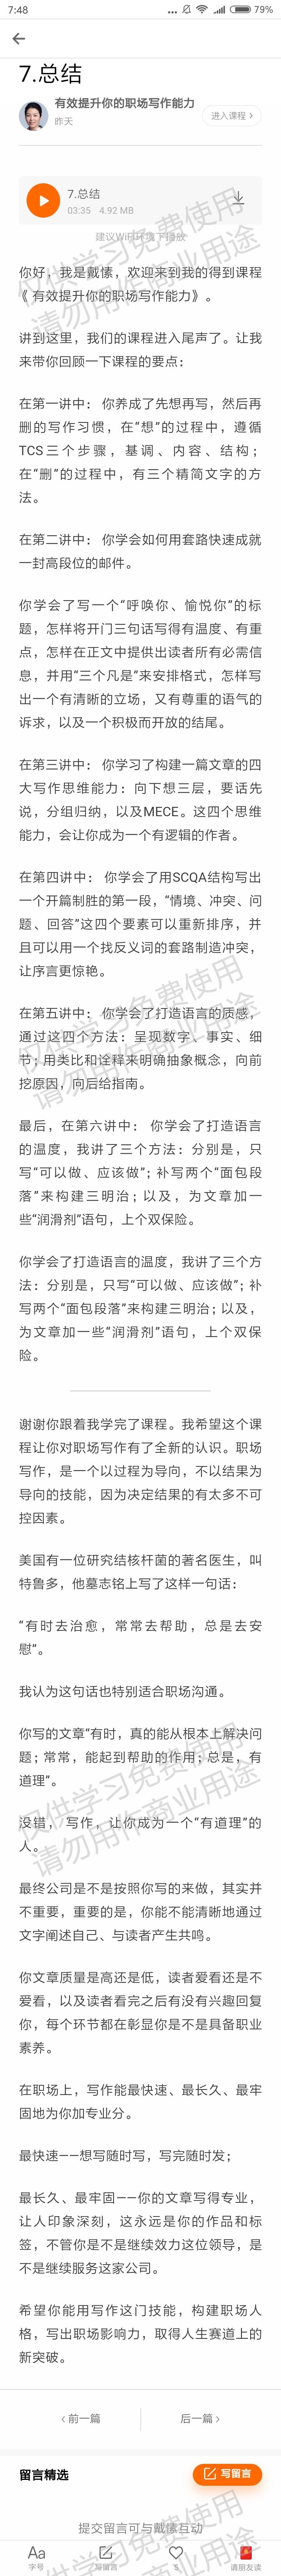 7:48
... 79%
7.总结
有效提升你的职场写作能力
昨天
进入课程 >
7.总结
03:35 4.92 MB
建议WiFi环境下播放
你好，我是戴愫，欢迎来到我的得到课程
《有效提升你的职场写作能力》。
讲到这里，我们的课程进入尾声了。让我
来带你回顾一下课程的要点：
在第一讲中： 你养成了先想再写，然后再
删的写作习惯，在“想”的过程中，遵循
TCS三个步骤，基调、内容、结构；
在“删”的过程中，有三个精简文字的方
法。
在第二讲中： 你学会如何用套路快速成就
一封高段位的邮件。
你学会了写一个“呼唤你、愉悦你”的标
题，怎样将开门三句话写得有温度、有重
点，怎样在正文中提供出读者所有必需信
息，并用“三个凡是”来安排格式，怎样写
出一个有清晰的立场，又有尊重的语气的
诉求，以及一个积极而开放的结尾。
在第三讲中： 你学习了构建一篇文章的四
大写作思维能力：向下想三层，要话先
说，分组归纳，以及MECE。这四个思维
能力，会让你成为一个有逻辑的作者。
在第四讲中： 你学会了用SCQA结构写出
一个开篇制胜的第一段，“情境、冲突、问
题、回答”这四个要素可以重新排序，并
且可以用一个找反义词的套路制造冲突，
让序言更惊艳。
在第五讲中： 你学会了打造语言的质感，
通过这四个方法：呈现数字、事实、细
节；用类比和诠释来明确抽象概念，向前
挖原因，向后给指南。
最后，在第六讲中： 你学会了打造语言
的温度，我讲了三个方法：分别是，只
写“可以做、应该做”；补写两个“面包段
落”来构建三明治；以及，为文章加一
些“润滑剂”语句，上个双保险。
你学会了打造语言的温度，我讲了三个方
法：分别是，只写“可以做、应该做”；补
写两个“面包段落”来构建三明治；以及，
为文章加一些“润滑剂”语句，上个双保
险。
谢谢你跟着我学完了课程。我希望这个课
程让你对职场写作有了全新的认识。职场
写作，是一个以过程为导向，不以结果为
导向的技能，因为决定结果的有太多不可
控因素。
美国有一位研究结核杆菌的著名医生，叫
特鲁多，他墓志铭上写了这样一句话：
“有时去治愈，常常去帮助，总是去安
慰”。
我认为这句话也特别适合职场沟通。
你写的文章“有时，真的能从根本上解决问
题；常常，能起到帮助的作用；总是，有
道理”。
没错， 写作，让你成为一个“有道理”的
人。
最终公司是不是按照你写的来做，其实并
不重要，重要的是，你能不能清晰地通过
文字阐述自己、与读者产生共鸣。
你文章质量是高还是低，读者爱看还是不
爱看，以及读者看完之后有没有兴趣回复
你，每个环节都在彰显你是不是具备职业
素养。
在职场上，写作能最快速、最长久、最牢
固地为你加专业分。
最快速——想写随时写，写完随时发；
最长久、最牢固——你的文章写得专业，
让人印象深刻，这永远是你的作品和标
签，不管你是不是继续效力这位领导，是
不是继续服务这家公司。
希望你能用写作这门技能，构建职场人
格，写出职场影响力，取得人生赛道上的
新突破。
< 前一篇
后一篇 >
留言精选
写留言
提交留言可与戴愫互动
Aa
字号
写留言
5
请朋友读
仅供学习免费使用
请勿用作商业用途
仅供学习免费使用
请勿用作商业用途
仅供学习免费使用
请勿用作商业用途
仅供学习免费使用